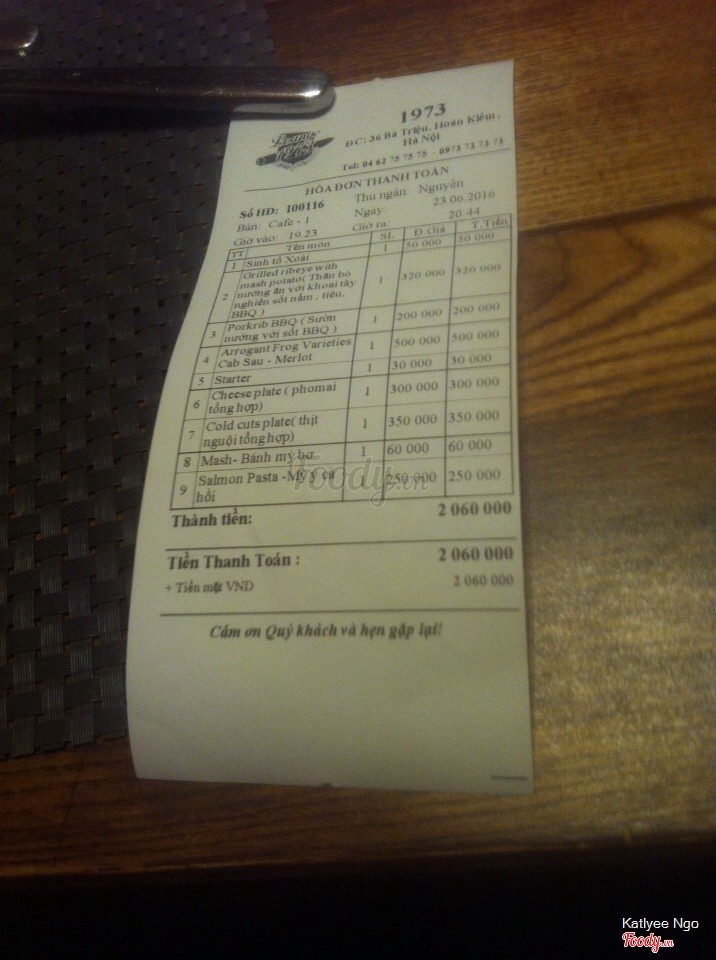 1973
ĐC: 36 Bà Triệu, Hoàn Kiếm,
Hà Nội
Tel: 04 62 75 75 75 - 0973 73 73 73
HÓA ĐƠN THANH TOÁN
Số HĐ: 100116 Thu ngân: Nguyên
Bàn: Cafe - 1 Ngày: 23 06 2016
Giờ vào: 19.23 Giờ ra: 20.44
TT Tên món SL Đ.Giá T.Tiền
1 Sinh tố Xoài 1 50 000 50 000
2 Grilled ribeye with
mash potato( Thăn bò
nướng ăn với khoai tây
nghiền sốt nấm , tiêu,
BBQ ) 1 320 000 320 000
3 Porkrib BBQ ( Sườn
nướng với sốt BBQ ) 1 200 000 200 000
4 Arrogant Frog Varieties
Cab Sau - Merlot 1 500 000 500 000
5 Starter 1 30 000 30 000
6 Cheese plate ( phomai
tổng hợp) 1 300 000 300 000
7 Cold cuts plate( thịt
nguội tổng hợp) 1 350 000 350 000
8 Mash- Bánh mỳ bơ 1 60 000 60 000
9 Salmon Pasta -Mỳ ý cá
hồi 1 250 000 250 000
Thành tiền: 2 060 000
Tiền Thanh Toán : 2 060 000
+ Tiền mặt VND 2 060 000
Cảm ơn Quý khách và hẹn gặp lại!
Foody.vn
Katlyee Ngo
Foody.vn